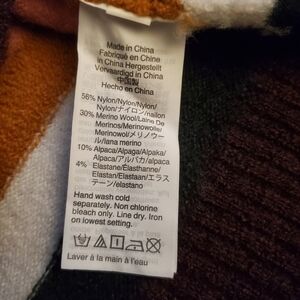 Made in China
Fabriqué en Chine
In China Hergestellt
Vervaardigd in China
中国製
Hecho en China
56% Nylon/Nylon/Nylon/
Nylon/ナイロン/nailon
30% Merino Wool/Laine De
Merinos/Merinowolle/
Merinowol/メリノウー
ル/lana merino
10% Alpaca/Alpaga/Alpaka/
Alpaca/アルパカ/alpaca
4% Elastane/Élasthanne/
Elastan/Elastaan/エラス
テーン/elastano
Hand wash cold
separately. Non chlorine
bleach only. Line dry. Iron
on lowest setting.
Laver à la main à l'eau